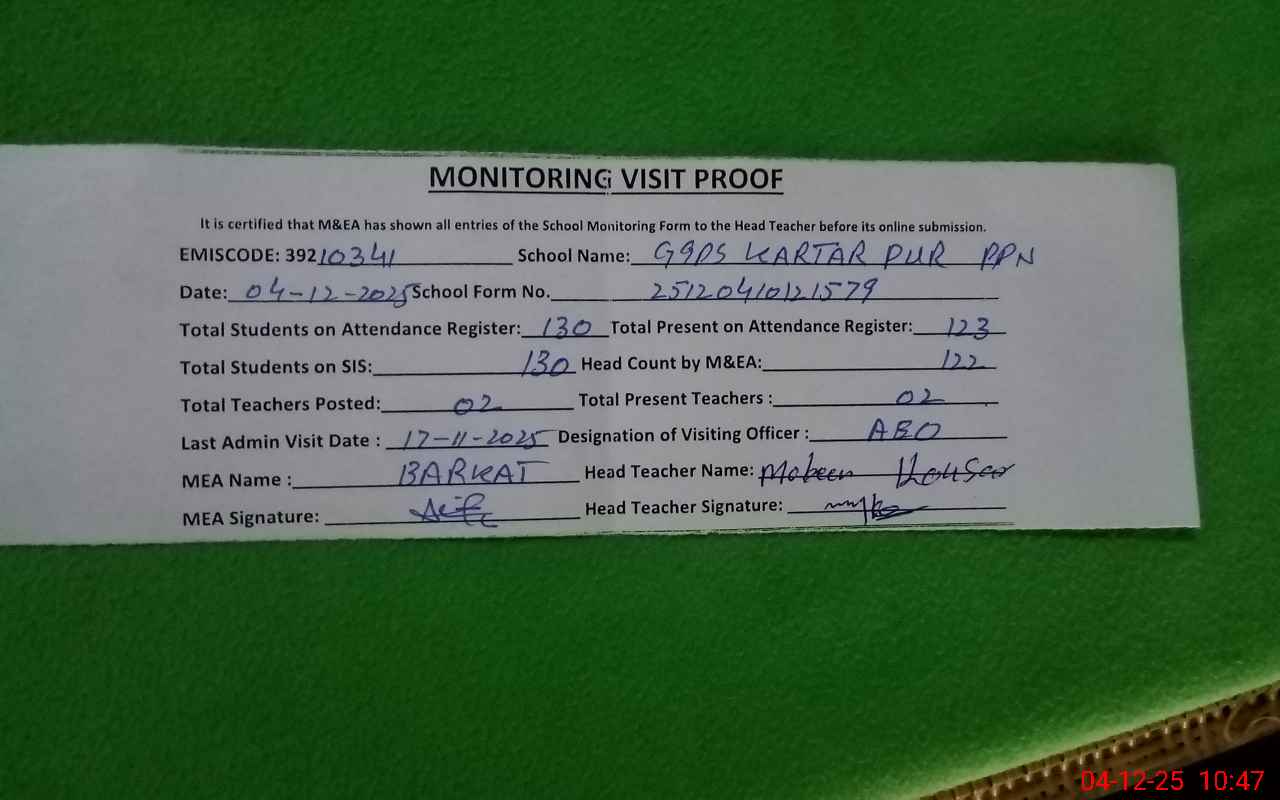 MONITORING VISIT PROOF
It is certified that M&EA has shown all entries of the School Monitoring Form to the Head Teacher before its online submission.
EMISCODE: 39210341 School Name: GGPS KARTAR PUR PPN
Date: 04-12-2025 School Form No. 25120410121579
Total Students on Attendance Register: 130 Total Present on Attendance Register: 123
Total Students on SIS: 130 Head Count by M&EA: 122
Total Teachers Posted: 02 Total Present Teachers : 02
Last Admin Visit Date : 17-11-2025 Designation of Visiting Officer : AEO
MEA Name : BARKAT Head Teacher Name: Mobeen Kousar
MEA Signature: Head Teacher Signature:
04-12-25 10:47